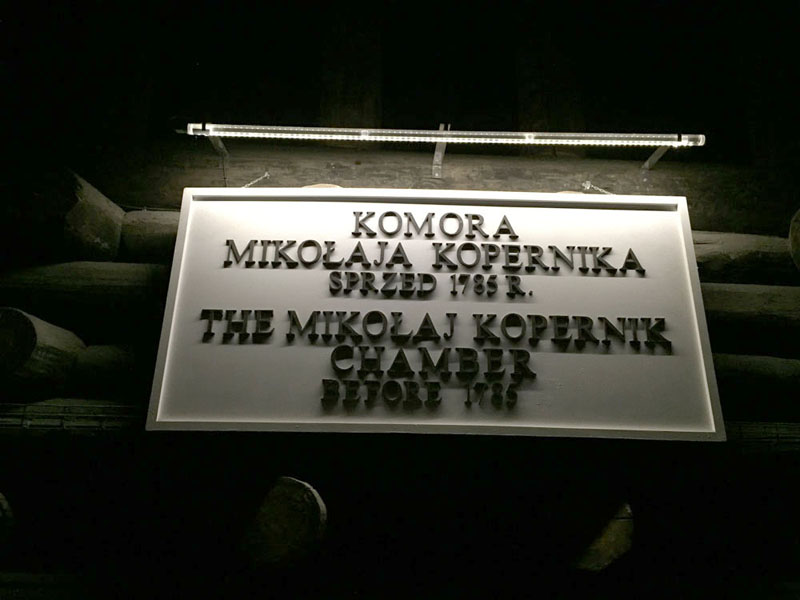 KOMORA
MIKOŁAJA KOPERNIKA
SPRZED 1785 R.
THE MIKOŁAJ KOPERNIK
CHAMBER
BEFORE 1785